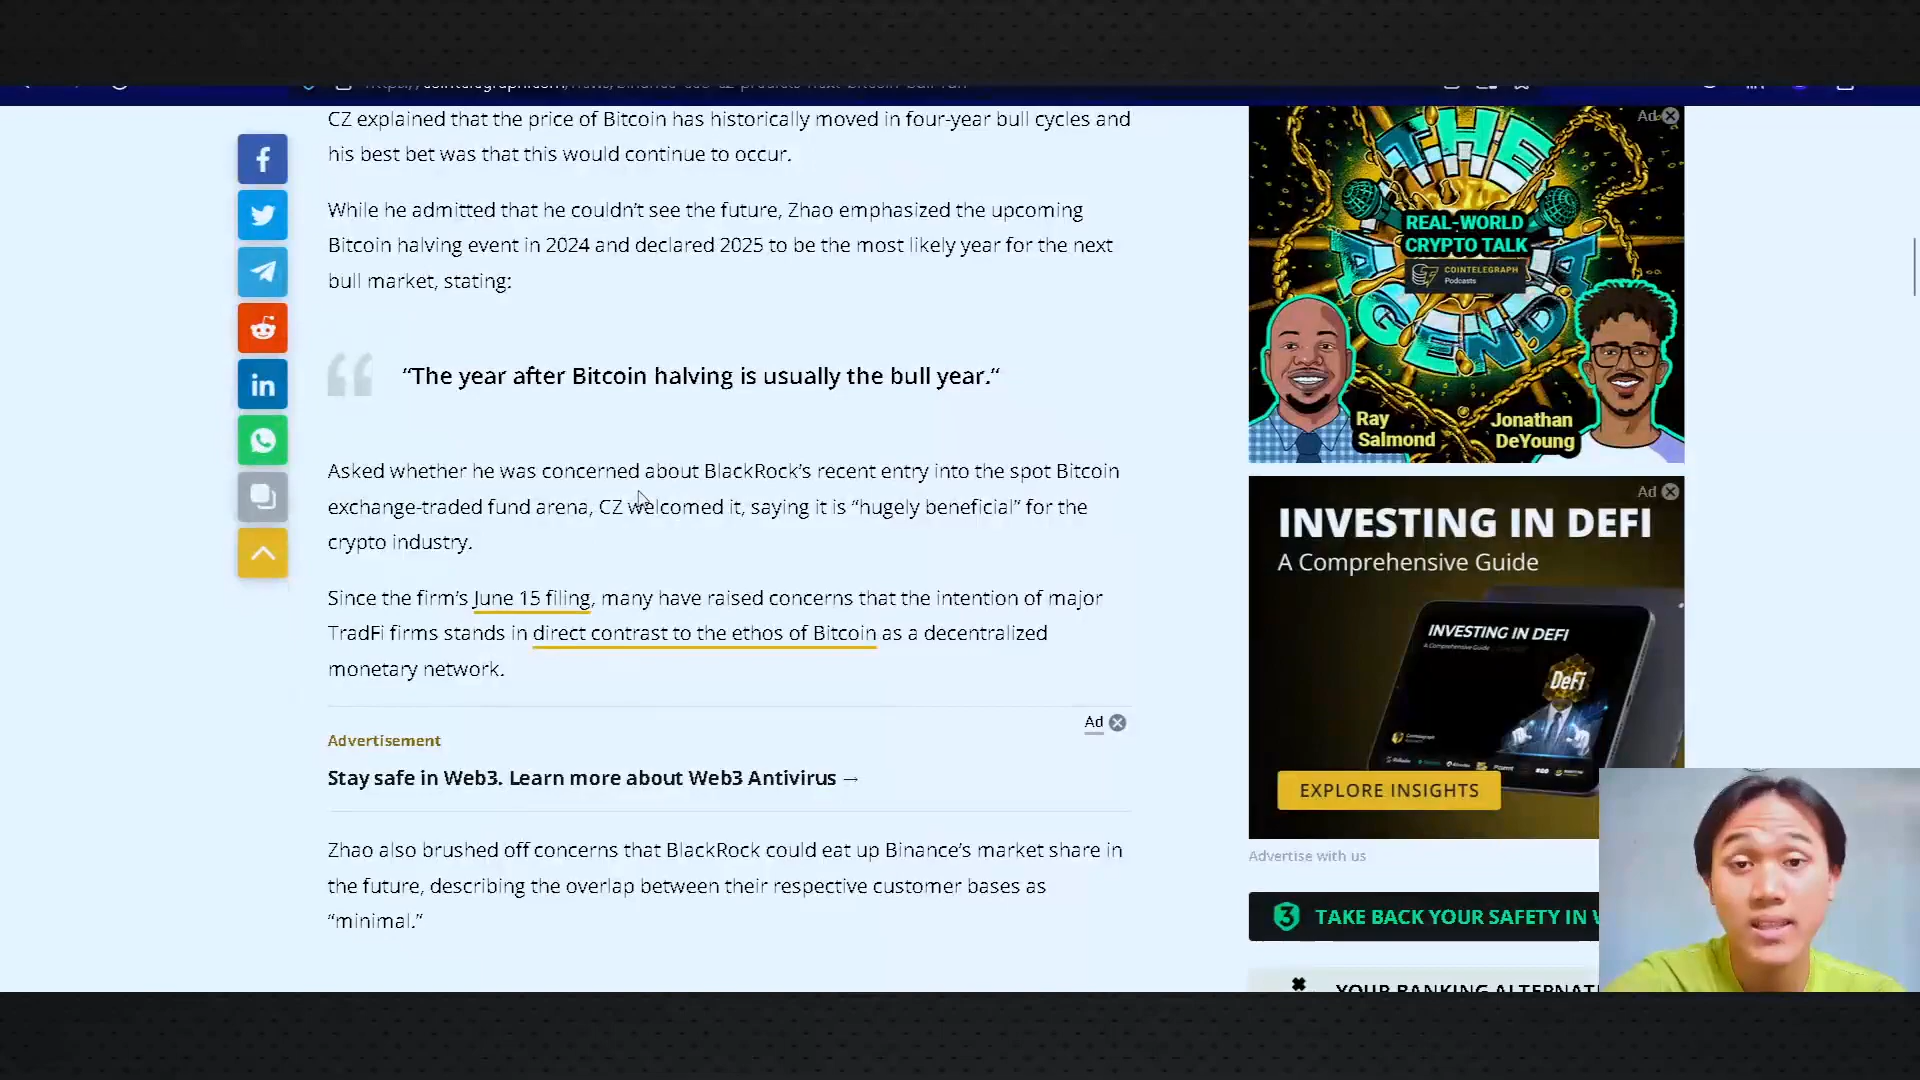 CZ explained that the price of Bitcoin has historically moved in four-year bull cycles and
his best bet was that this would continue to occur.
While he admitted that he couldn't see the future, Zhao emphasized the upcoming
Bitcoin halving event in 2024 and declared 2025 to be the most likely year for the next
bull market, stating:
“The year after Bitcoin halving is usually the bull year.“
Asked whether he was concerned about BlackRock's recent entry into the spot Bitcoin
exchange-traded fund arena, CZ welcomed it, saying it is “hugely beneficial” for the
crypto industry.
Since the firm's June 15 filing, many have raised concerns that the intention of major
TradFi firms stands in direct contrast to the ethos of Bitcoin as a decentralized
monetary network.
Ad
Advertisement
Stay safe in Web3. Learn more about Web3 Antivirus →
Zhao also brushed off concerns that BlackRock could eat up Binance's market share in
the future, describing the overlap between their respective customer bases as
“minimal.”
Ad
THE
REAL-WORLD
CRYPTO TALK
COINTELEGRAPH
Podcasts
AGENDA
Ray
Salmond
Jonathan
DeYoung
Ad
INVESTING IN DEFI
A Comprehensive Guide
INVESTING IN DEFI
A Comprehensive Guide
DeFi
EXPLORE INSIGHTS
Advertise with us
TAKE BACK YOUR SAFETY IN
YOUR BANKING ALTERNAT